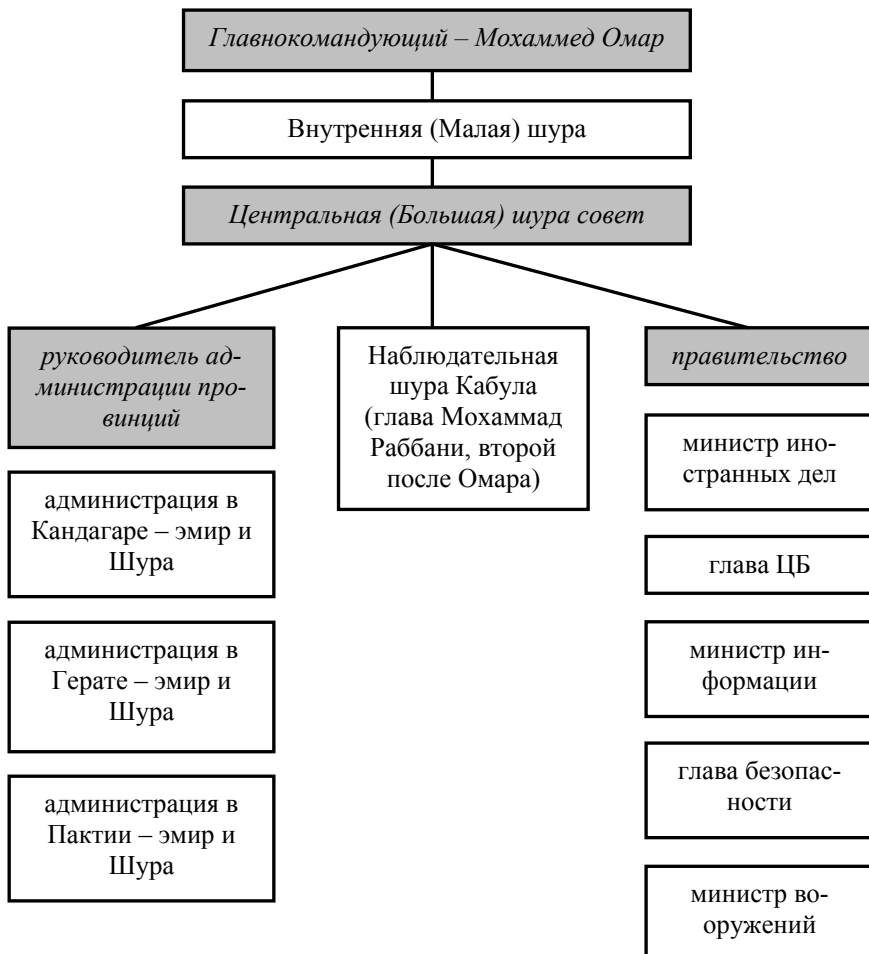 Главнокомандующий – Мохаммед Омар
Внутренняя (Малая) шура
Центральная (Большая) шура совет
руководитель ад-
министрации про-
винций
администрация в
Кандагаре – эмир и
Шура
администрация в
Герате – эмир и
Шура
администрация в
Пактии – эмир и
Шура
Наблюдательная
шура Кабула
(глава Мохаммад
Раббани, второй
после Омара)
правительство
министр ино-
странных дел
глава ЦБ
министр ин-
формации
глава безопас-
ности
министр во-
оружений